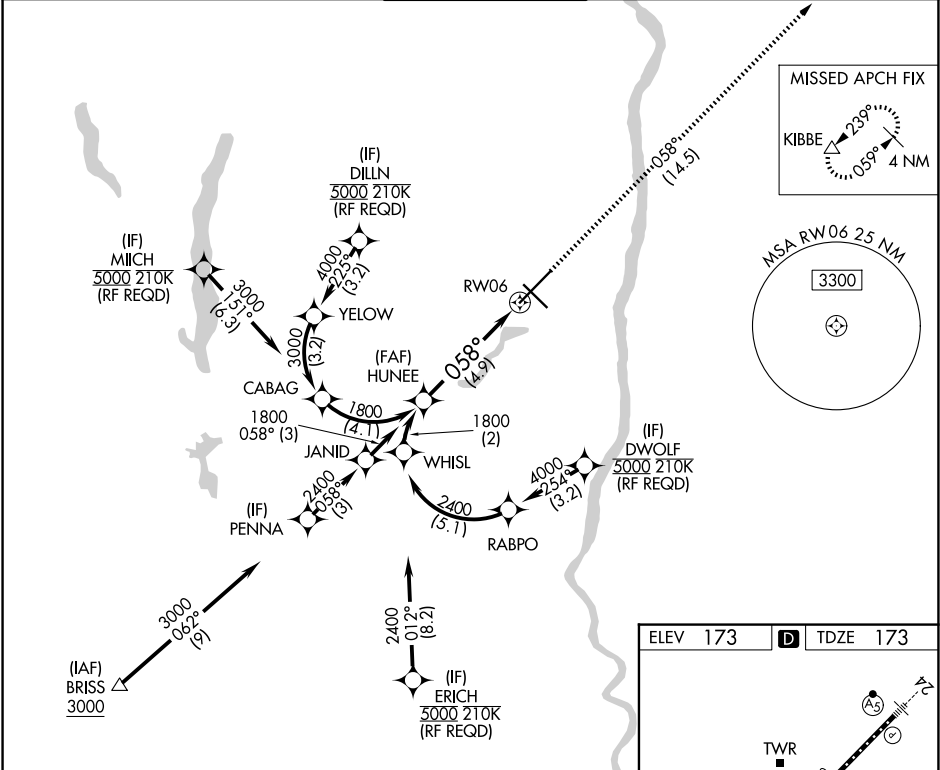 MISSED APCH FIX
KIBBE
239°
059°
4 NM
058°
(14.5)
MSA RW06 25 NM
3300
(IF)
DILLN
5000 210K
(RF REQD)
(IF)
MIICH
5000 210K
(RF REQD)
4000
225°
(3.2)
3000
151°
(6.3)
YELOW
RW06
3000
(3.2)
(FAF)
HUNEE
058°
(4.9)
CABAG
1800
(4.1)
1800
058° (3)
1800
(2)
JANID
WHISL
(IF)
DWOLF
5000 210K
(RF REQD)
4000
254°
(3.2)
2400
058°
(3)
(IF)
PENNA
2400
(5.1)
RABPO
3000
062°
(9)
2400
012°
(8.2)
(IAF)
BRISS
3000
(IF)
ERICH
5000 210K
(RF REQD)
ELEV 173
D
TDZE 173
24
A5
P
TWR